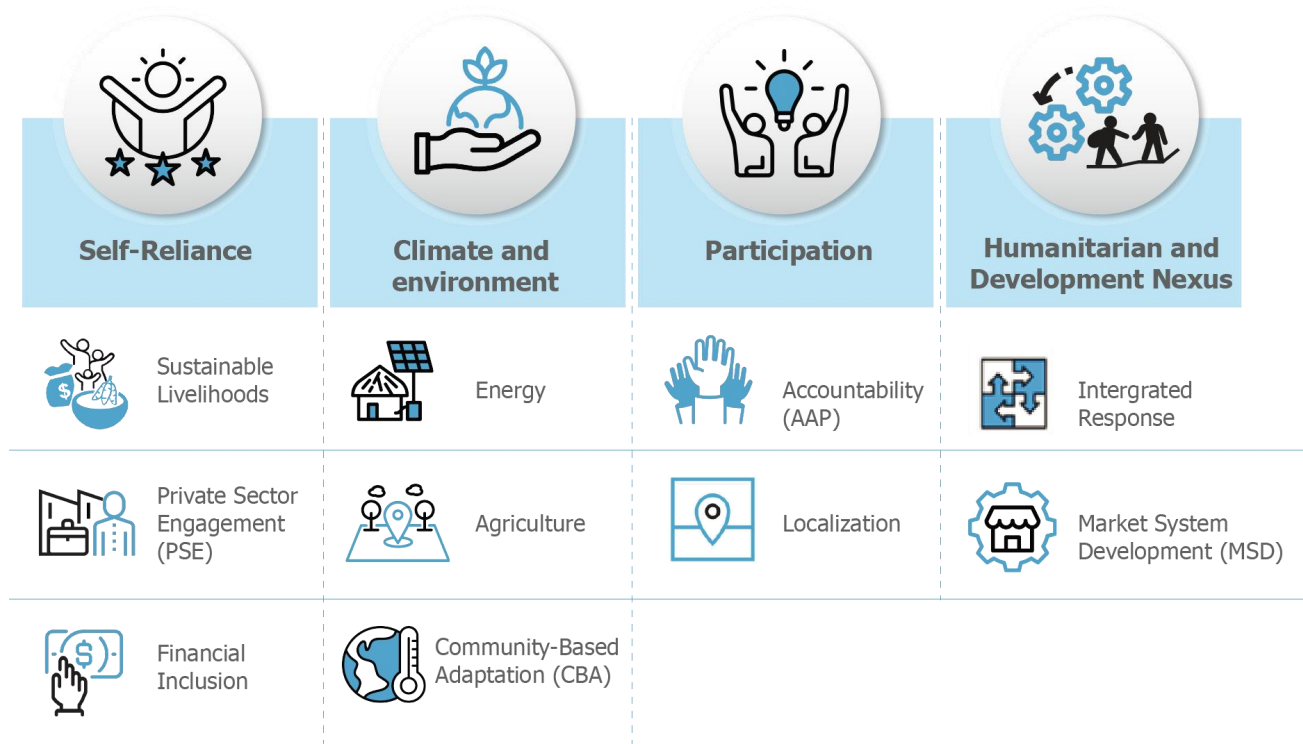 Self-Reliance
Climate and
environment
Participation
Humanitarian and
Development Nexus
Sustainable
Livelihoods
Energy
Accountability
(AAP)
Intergrated
Response
$
Private Sector
Engagement
(PSE)
Agriculture
Localization
Market System
Development (MSD)
Financial
Inclusion
$
Community-Based
Adaptation (CBA)